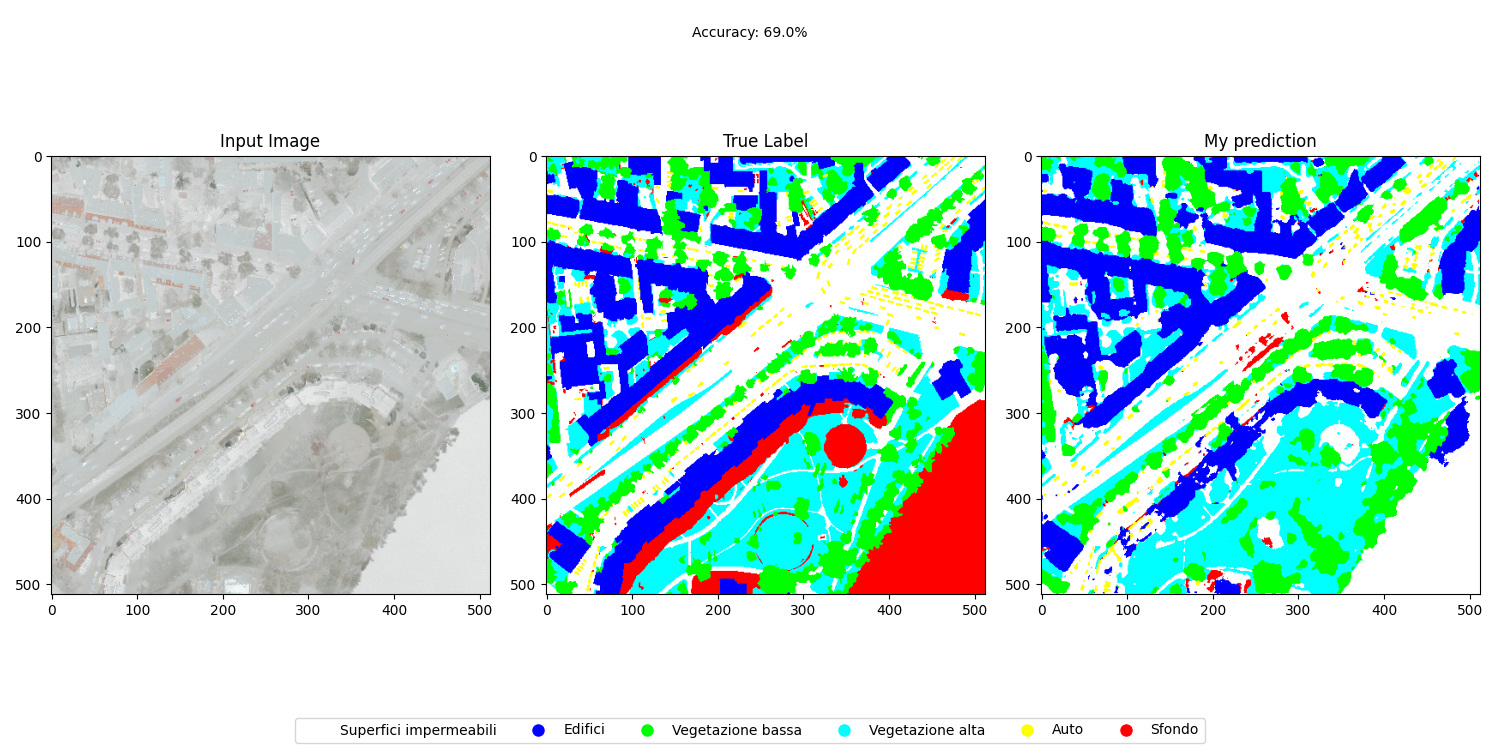 Accuracy: 69.0%
Input Image
True Label
My prediction
0
100
200
300
400
500
0
100
200
300
400
500
0
100
200
300
400
500
0 100 200 300 400 500
0 100 200 300 400 500
0 100 200 300 400 500
Superfici impermeabili Edifici Vegetazione bassa Vegetazione alta Auto Sfondo